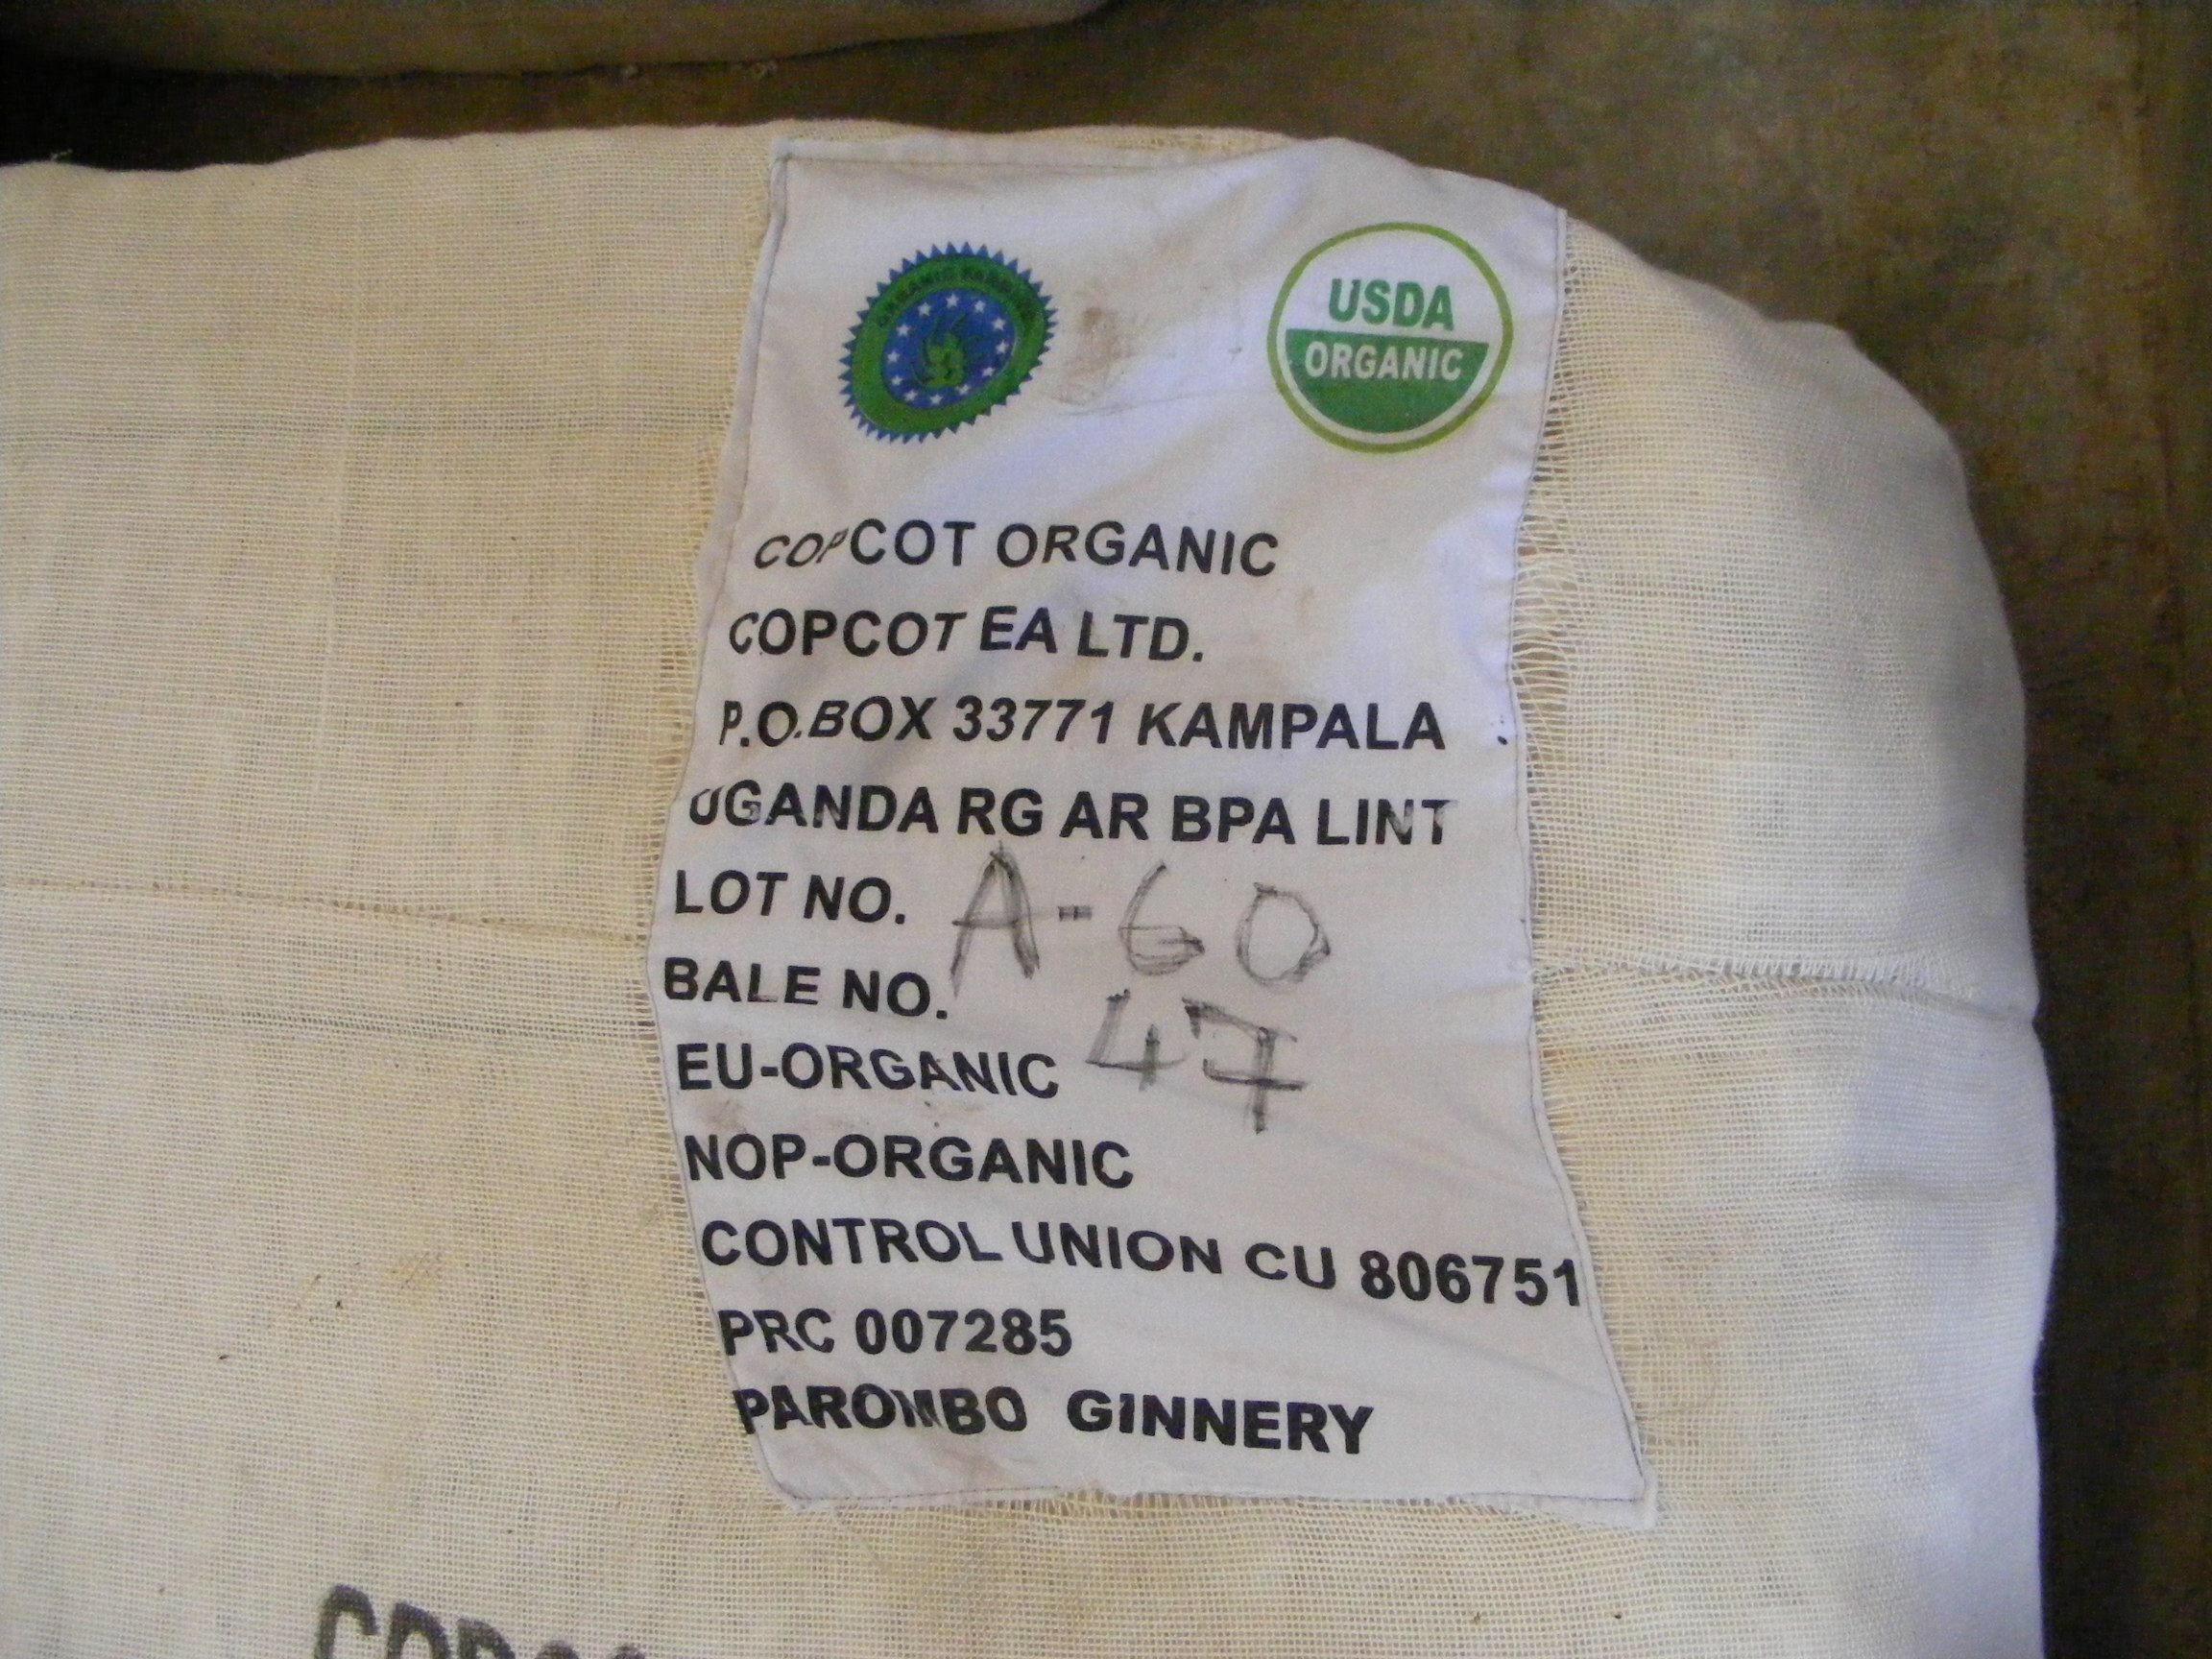 USDA
ORGANIC
COPCOT ORGANIC
COPCOT EA LTD.
P.O.BOX 33771 KAMPALA
UGANDA RG AR BPA LINT
LOT NO. A-60
BALE NO. 47
EU-ORGANIC
NOP-ORGANIC
CONTROL UNION CU 806751
PRC 007285
PAROMBO GINNERY